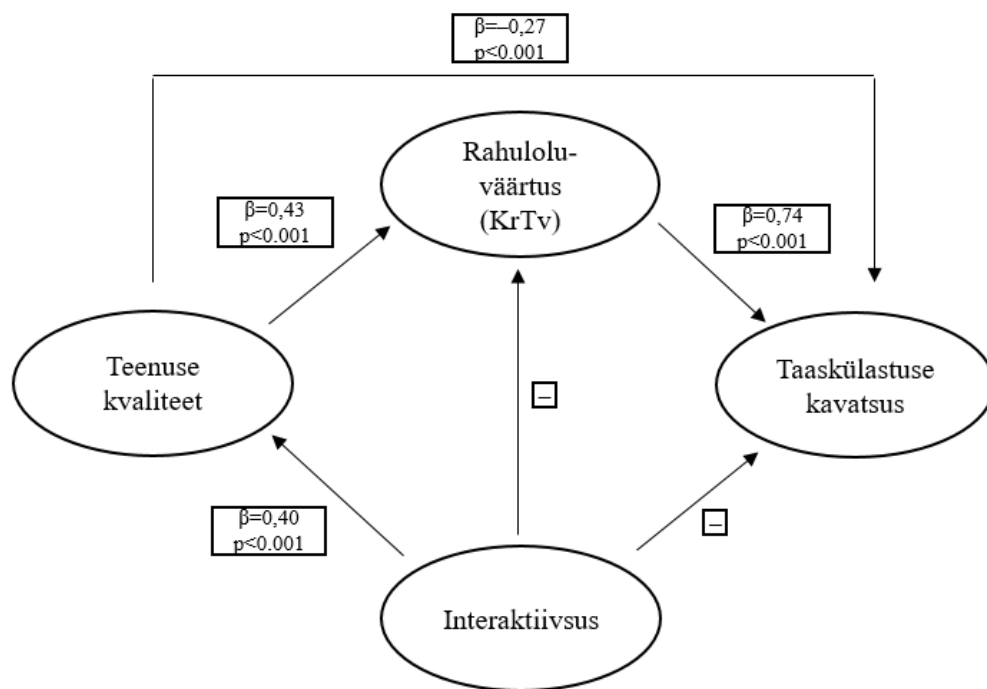 β=–0,27
p<0.001
Rahulolu-
väärtus
(KrTv)
β=0,43
p<0.001
β=0,74
p<0.001
Teenuse
kvaliteet
Taaskülastuse
kavatsus
–
–
β=0,40
p<0.001
Interaktiivsus